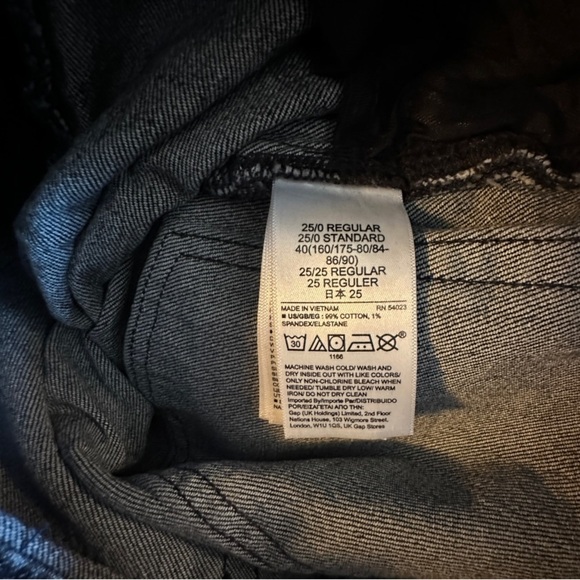 25/0 REGULAR
25/0 STANDARD
40(160/175-80/84-
86/90)
25/25 REGULAR
25 REGULER
日本 25
MADE IN VIETNAM RN 54023
■ US/GB/EG : 99% COTTON, 1%
SPANDEX/ELASTANE
30
1166
MACHINE WASH COLD/ WASH AND
DRY INSIDE OUT WITH LIKE COLORS/
ONLY NON-CHLORINE BLEACH WHEN
NEEDED/ TUMBLE DRY LOW/ WARM
IRON/ DO NOT DRY CLEAN
Imported by/Importe Par/DISTRIBUIDO
POR/ΕΙΣΑΓΕΤΑΙ ΑΠΟ ΤΗΝ:
Gap (UK Holdings) Limited, 2nd Floor
Nations House, 103 Wigmore Street,
London, W1U 1QS, UK Gap Stores